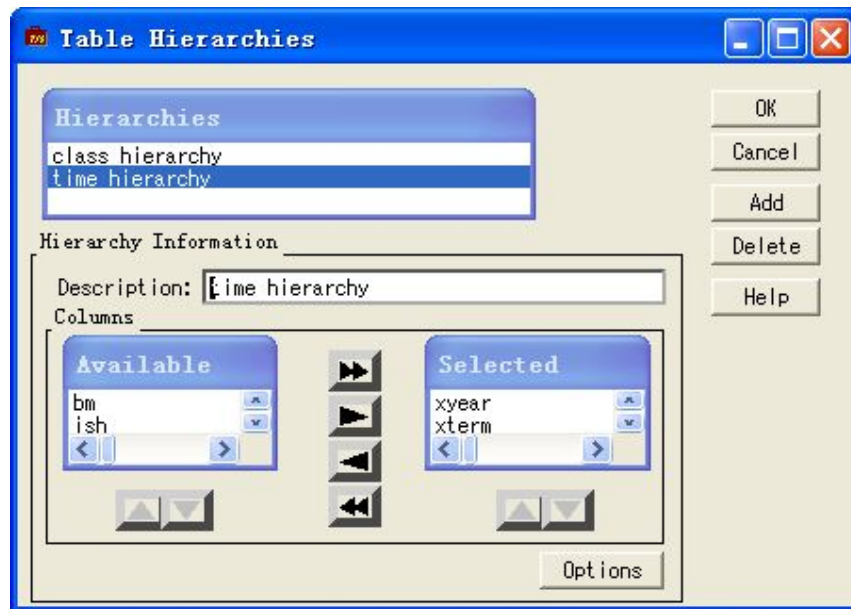 Table Hierarchies
Hierarchies
class hierarchy
time hierarchy
OK
Cancel
Add
Delete
Help
Hierarchy Information
Description: time hierarchy
Columns
Available
bm
ish
Selected
xyear
xterm
Options